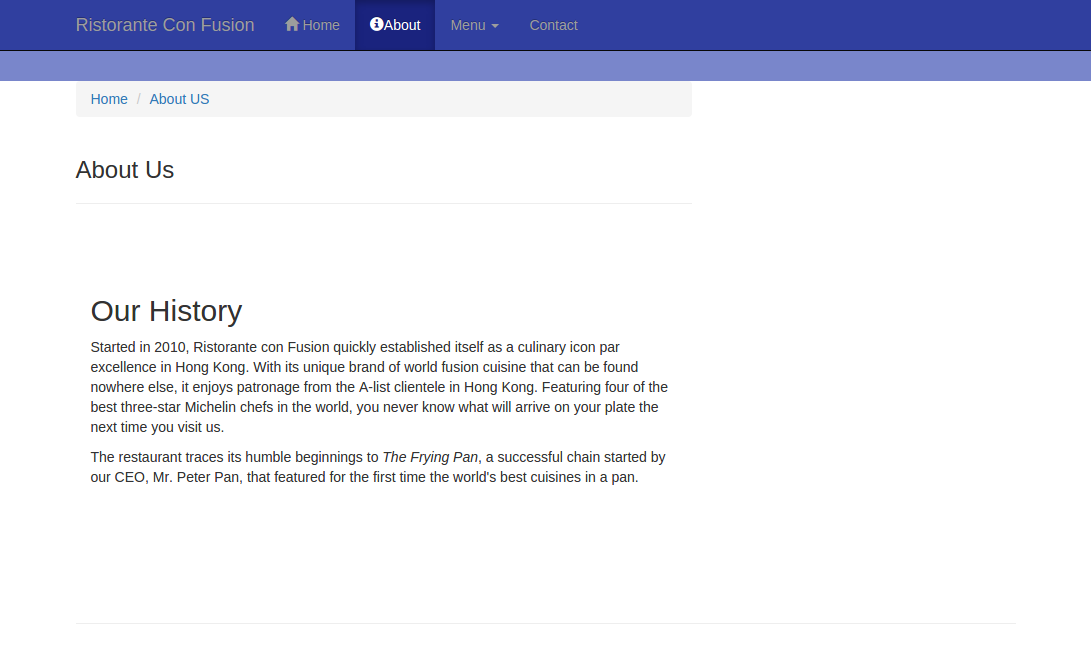 Ristorante Con Fusion Home About Menu Contact
Home / About US
About Us
Our History
Started in 2010, Ristorante con Fusion quickly established itself as a culinary icon par
excellence in Hong Kong. With its unique brand of world fusion cuisine that can be found
nowhere else, it enjoys patronage from the A-list clientele in Hong Kong. Featuring four of the
best three-star Michelin chefs in the world, you never know what will arrive on your plate the
next time you visit us.
The restaurant traces its humble beginnings to The Frying Pan, a successful chain started by
our CEO, Mr. Peter Pan, that featured for the first time the world's best cuisines in a pan.